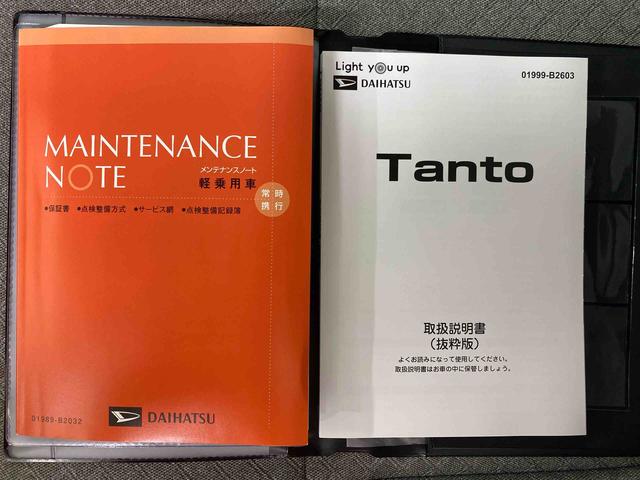 MAINTENANCE
NOTE
メンテナンスノート
軽乗用車
常時
携行
●保証書 ●点検整備方式 ●サービス網 ●点検整備記録簿
01989-B2032
DAIHATSU
Light you up
DAIHATSU
01999-B2603
Tanto
取扱説明書
(抜粋版)
よくお読みになって使用してください。
取扱説明書はお車の中に保管しましょう。